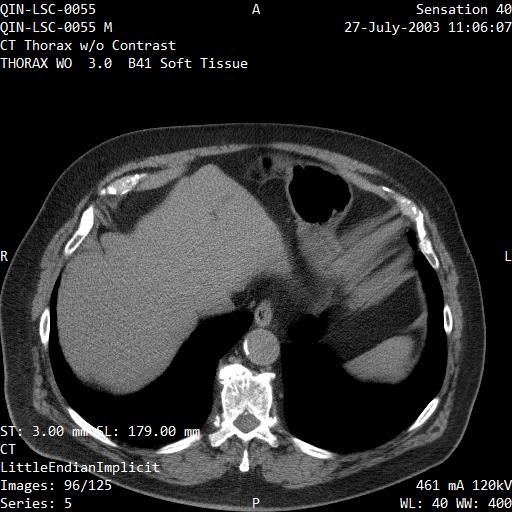 QIN-LSC-0055
A
Sensation 40
QIN-LSC-0055 M
27-July-2003 11:06:07
CT Thorax w/o Contrast
THORAX WO 3.0 B41 Soft Tissue
R
L
ST: 3.00 mm SL: 179.00 mm
CT
LittleEndianImplicit
Images: 96/125
461 mA 120kV
Series: 5
P
WL: 40 WW: 400